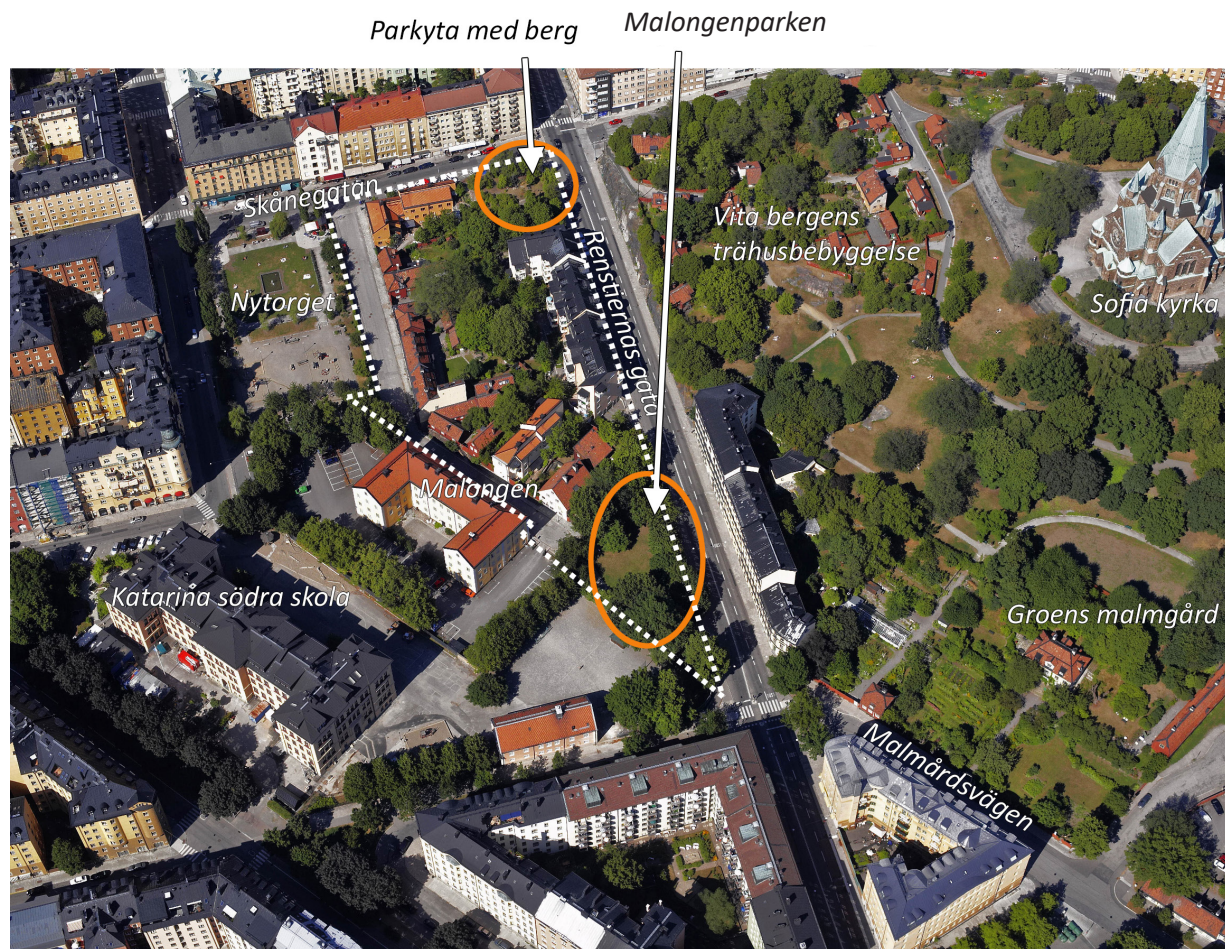 Parkyta med berg
Malongenparken
Skånegatan
Nytorget
Renstiernas gata
Vita bergens
trähusbebyggelse
Sofia kyrka
Malongen
Katarina södra skola
Groens malmgård
Malmårdsvägen